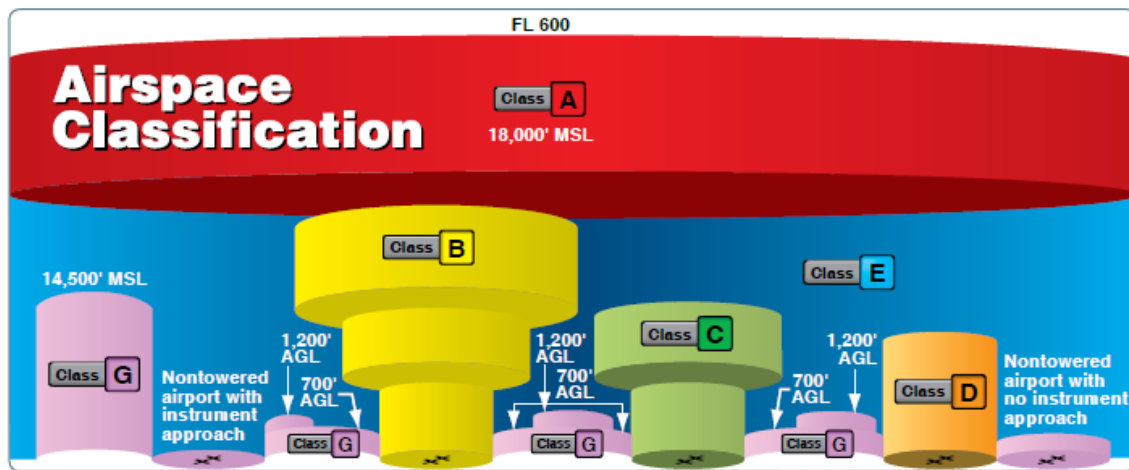 FL 600
Airspace
Classification
Class A
18,000' MSL
Class B
Class E
14,500' MSL
Class C
1,200'
AGL
1,200'
AGL
1,200'
AGL
Class G
Nontowered
airport with
instrument
approach
700'
AGL
700'
AGL
700'
AGL
Class D
Nontowered
airport with
no instrument
approach
Class G
Class G
Class G